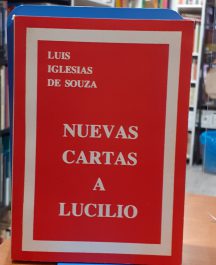 LUIS
IGLESIAS
DE SOUZA
NUEVAS
CARTAS
A
LUCILIO